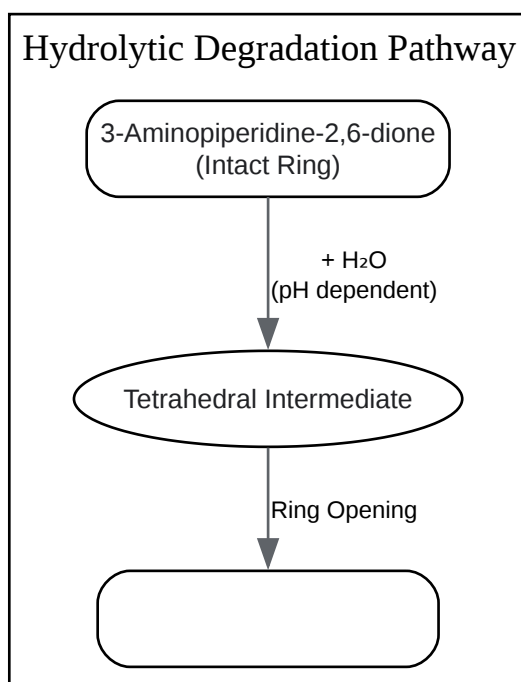 Hydrolytic Degradation Pathway
3-Aminopiperidine-2,6-dione
(Intact Ring)
+ H₂O
(pH dependent)
Tetrahedral Intermediate
Ring Opening